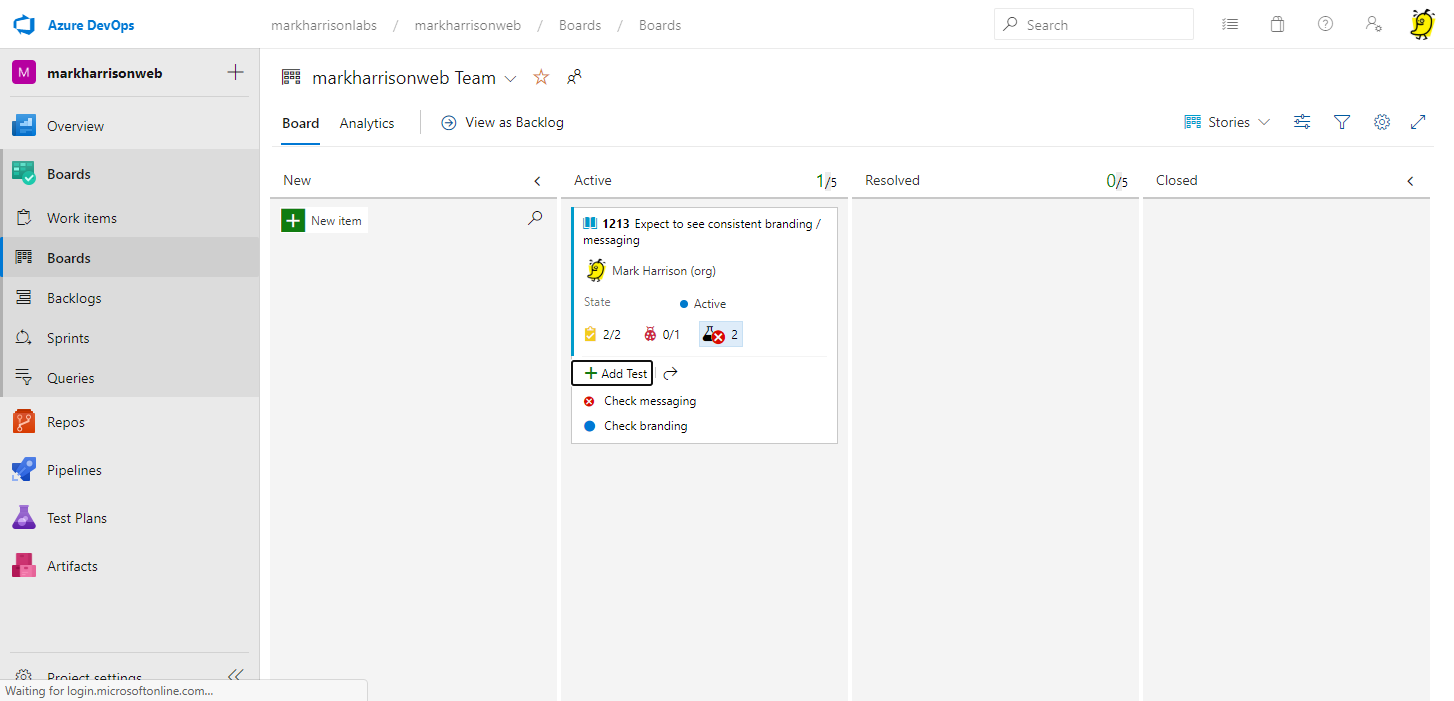 Azure DevOps
markharrisonlabs / markharrisonweb / Boards / Boards
Search
M markharrisonweb
markharrisonweb Team
Board Analytics View as Backlog
Stories
Overview
Boards
Work items
Boards
Backlogs
Sprints
Queries
Repos
Pipelines
Test Plans
Artifacts
Project settings
Waiting for login.microsoftonline.com...
New
New item
Active 1/5
1213 Expect to see consistent branding /
messaging
Mark Harrison (org)
State Active
2/2 0/1 2
Add Test
Check messaging
Check branding
Resolved 0/5
Closed